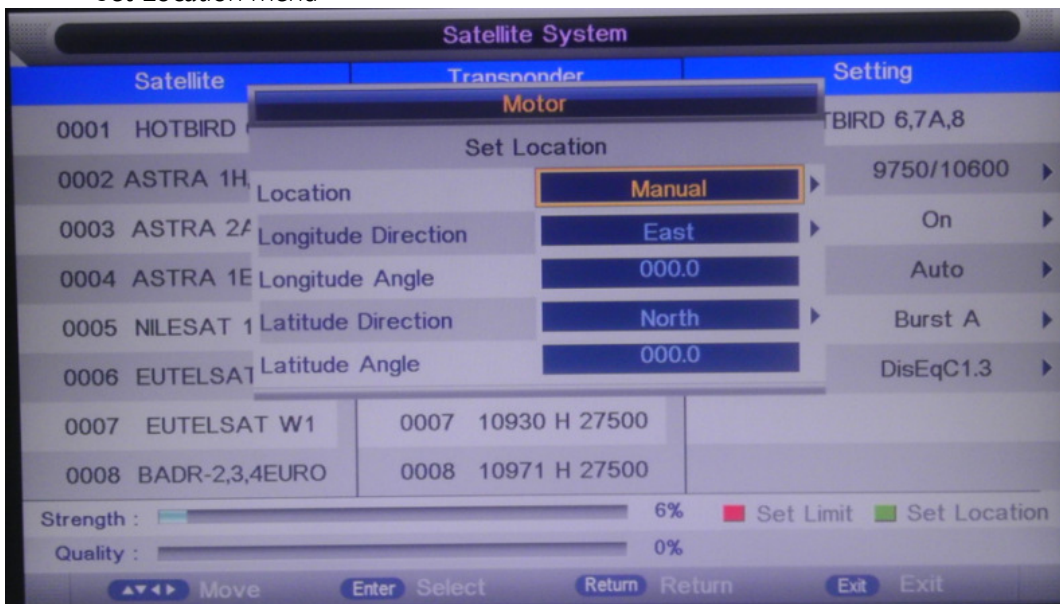 Set Location menu
Satellite System
Satellite Transponder Setting
Motor
Set Location
0001 HOTBIRD TBIRD 6,7A,8
0002 ASTRA 1H, Location Manual 9750/10600
0003 ASTRA 2A Longitude Direction East On
0004 ASTRA 1E Longitude Angle 000.0 Auto
0005 NILESAT 1 Latitude Direction North Burst A
0006 EUTELSAT Latitude Angle 000.0 DisEqC1.3
0007 EUTELSAT W1 0007 10930 H 27500
0008 BADR-2,3,4EURO 0008 10971 H 27500
Strength : 6% Set Limit Set Location
Quality : 0%
Move Enter Select Return Return Exit Exit